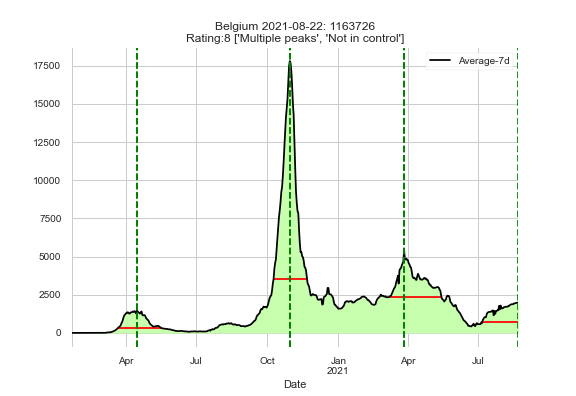 Belgium 2021-08-22: 1163726
Rating:8 ['Multiple peaks', 'Not in control']
Average-7d
17500
15000
12500
10000
7500
5000
2500
0
Apr
Jul
Oct
Jan
2021
Apr
Jul
Date